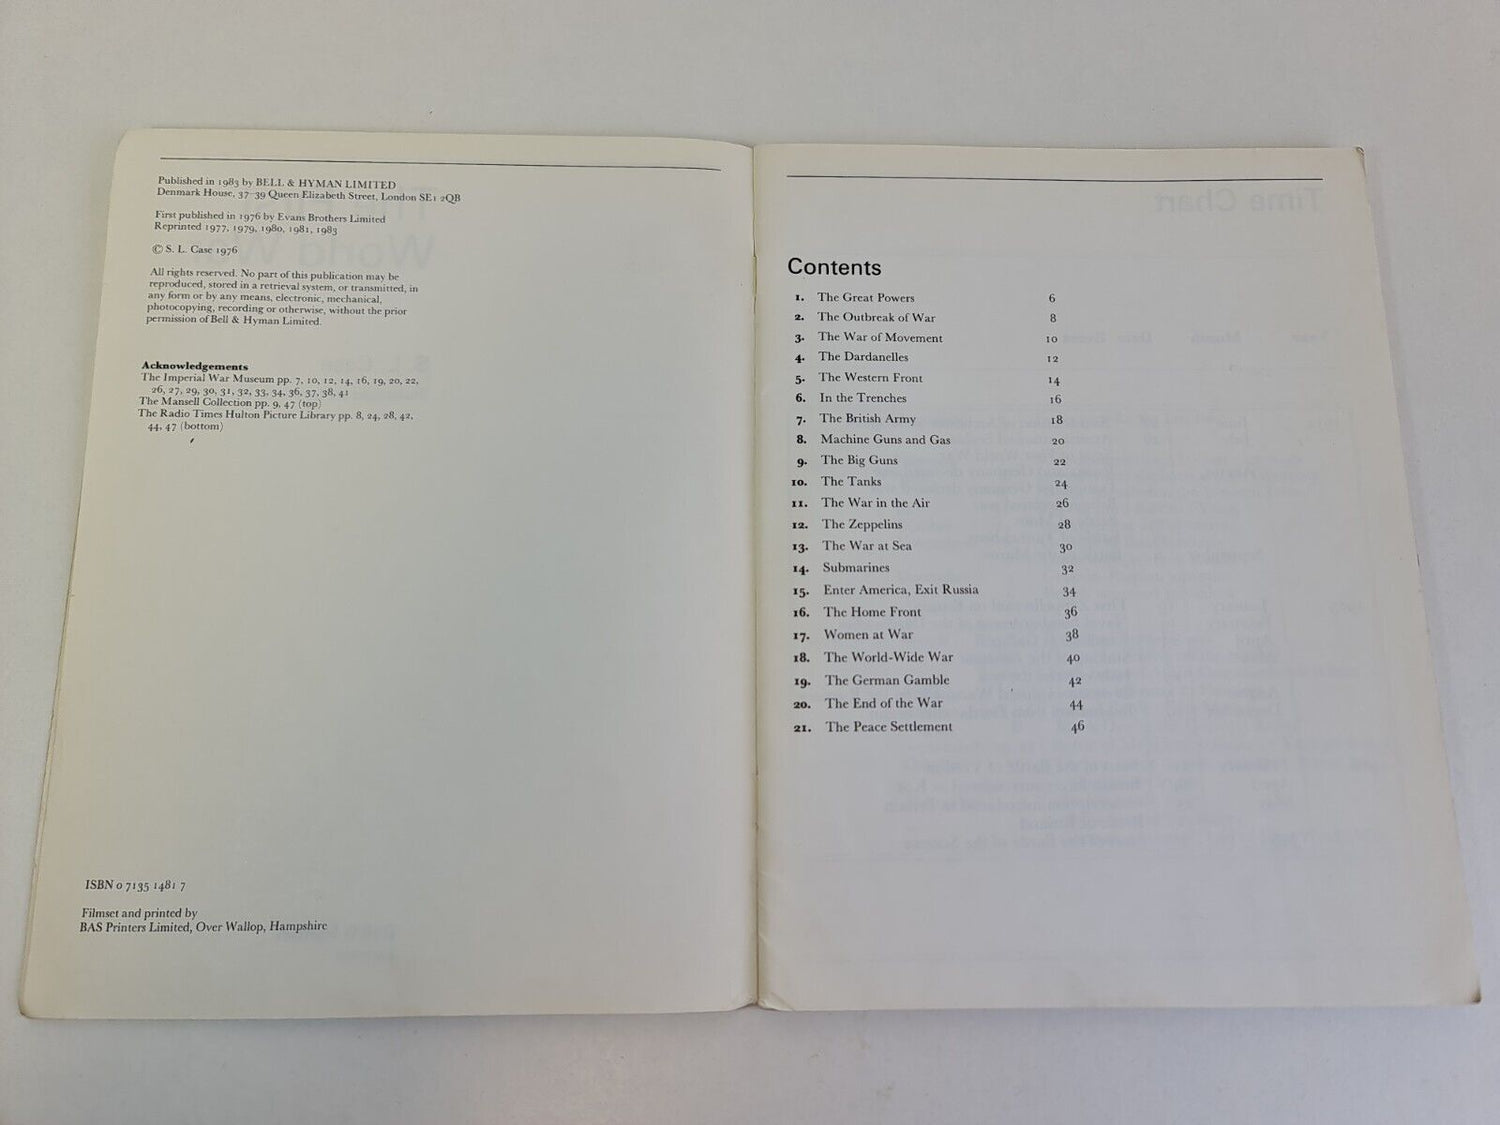 Published in 1983 by BELL & HYMAN LIMITED
Denmark House, 37–39 Queen Elizabeth Street, London SE1 2QB
First published in 1976 by Evans Brothers Limited
Reprinted 1977, 1979, 1980, 1981, 1983
© S. L. Case 1976
All rights reserved. No part of this publication may be
reproduced, stored in a retrieval system, or transmitted, in
any form or by any means, electronic, mechanical,
photocopying, recording or otherwise, without the prior
permission of Bell & Hyman Limited.
Acknowledgements
The Imperial War Museum pp. 7, 10, 12, 14, 16, 19, 20, 22,
26, 27, 29, 30, 31, 32, 33, 34, 36, 37, 38, 41
The Mansell Collection pp. 9, 47 (top)
The Radio Times Hulton Picture Library pp. 8, 24, 28, 42,
44, 47 (bottom)
ISBN 0 7135 1481 7
Filmset and printed by
BAS Printers Limited, Over Wallop, Hampshire
Time Chart
Contents
1. The Great Powers 6
2. The Outbreak of War 8
3. The War of Movement 10
4. The Dardanelles 12
5. The Western Front 14
6. In the Trenches 16
7. The British Army 18
8. Machine Guns and Gas 20
9. The Big Guns 22
10. The Tanks 24
11. The War in the Air 26
12. The Zeppelins 28
13. The War at Sea 30
14. Submarines 32
15. Enter America, Exit Russia 34
16. The Home Front 36
17. Women at War 38
18. The World-Wide War 40
19. The German Gamble 42
20. The End of the War 44
21. The Peace Settlement 46